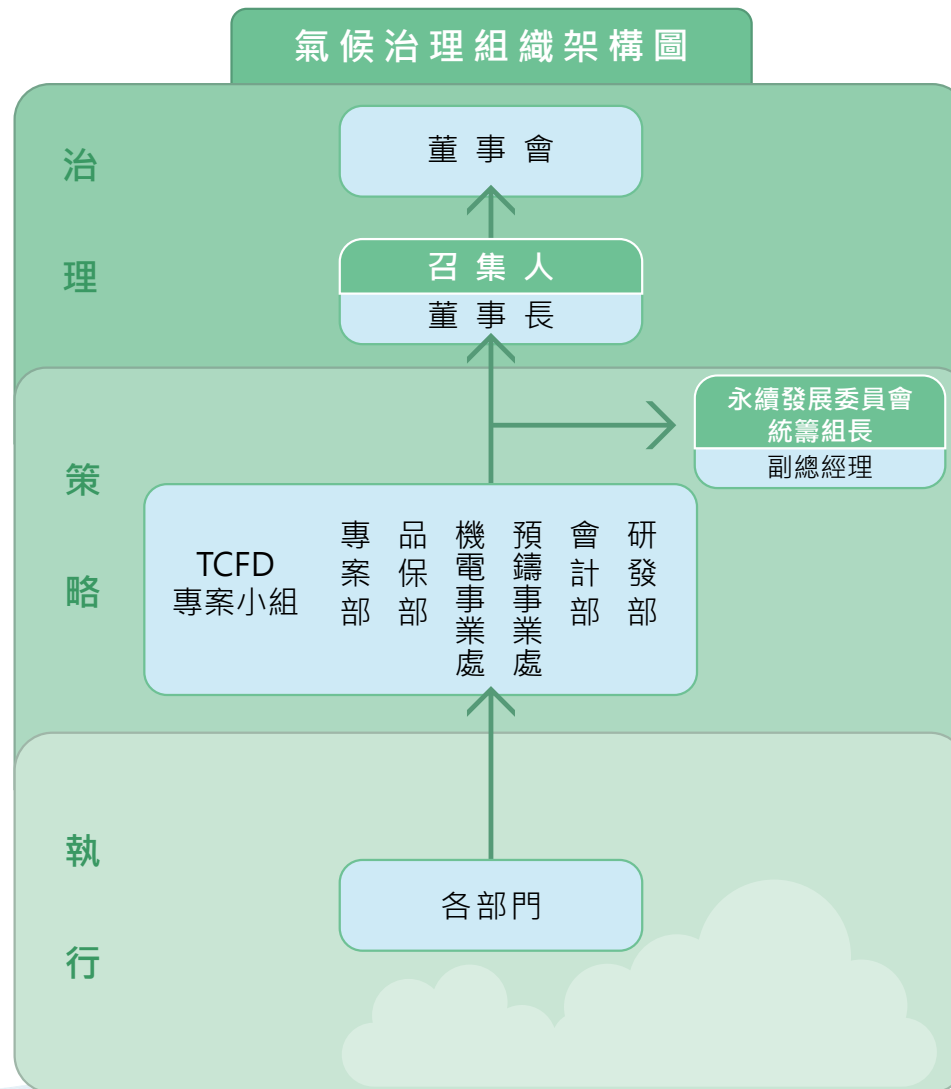 氣候治理組織架構圖
治理
董事會
召集人
董事長
策略
永續發展委員會
統籌組長
副總經理
TCFD
專案小組
專案部
品保部
機電事業處
預鑄事業處
會計部
研發部
執行
各部門